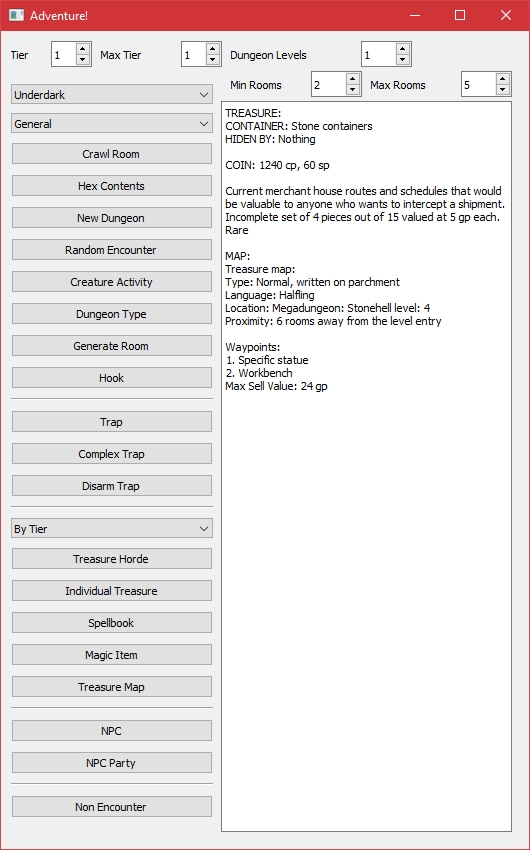 Adventure!
Tier 1 Max Tier 1 Dungeon Levels 1
Min Rooms 2 Max Rooms 5
Underdark
General
Crawl Room
Hex Contents
New Dungeon
Random Encounter
Creature Activity
Dungeon Type
Generate Room
Hook
Trap
Complex Trap
Disarm Trap
By Tier
Treasure Horde
Individual Treasure
Spellbook
Magic Item
Treasure Map
NPC
NPC Party
Non Encounter
TREASURE:
CONTAINER: Stone containers
HIDEN BY: Nothing
COIN: 1240 cp, 60 sp
Current merchant house routes and schedules that would
be valuable to anyone who wants to intercept a shipment.
Incomplete set of 4 pieces out of 15 valued at 5 gp each.
Rare
MAP:
Treasure map:
Type: Normal, written on parchment
Language: Halfling
Location: Megadungeon: Stonehell level: 4
Proximity: 6 rooms away from the level entry
Waypoints:
1. Specific statue
2. Workbench
Max Sell Value: 24 gp